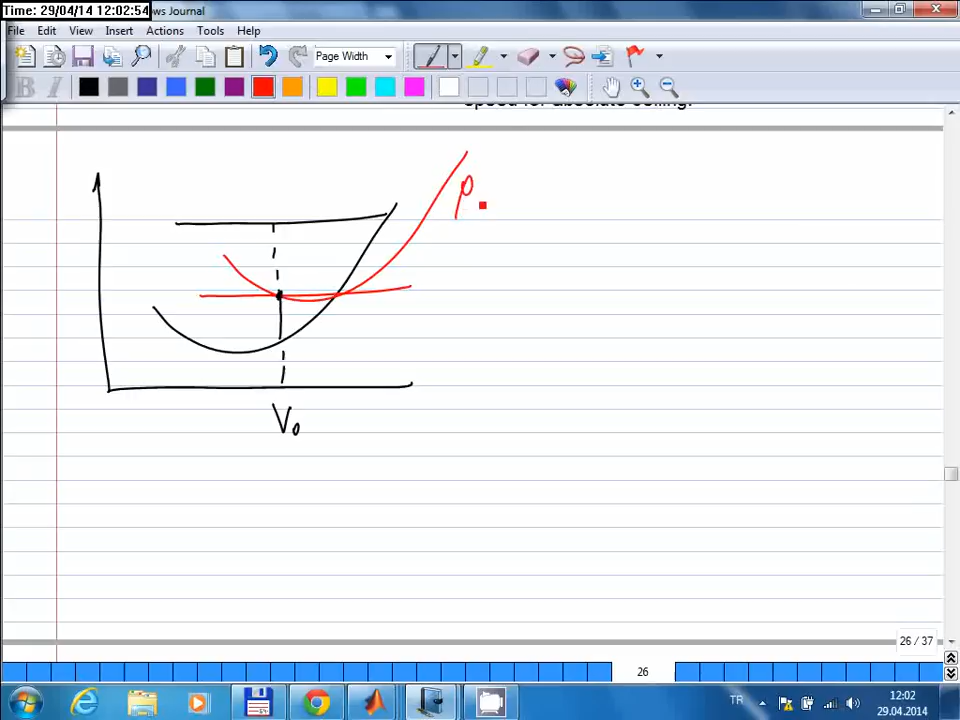 Time: 29/04/14 12:02:54
ows Journal
File Edit View Insert Actions Tools Help
Page Width
B i
ρ
V₀
26 / 37
26
TR
12:02
29.04.2014